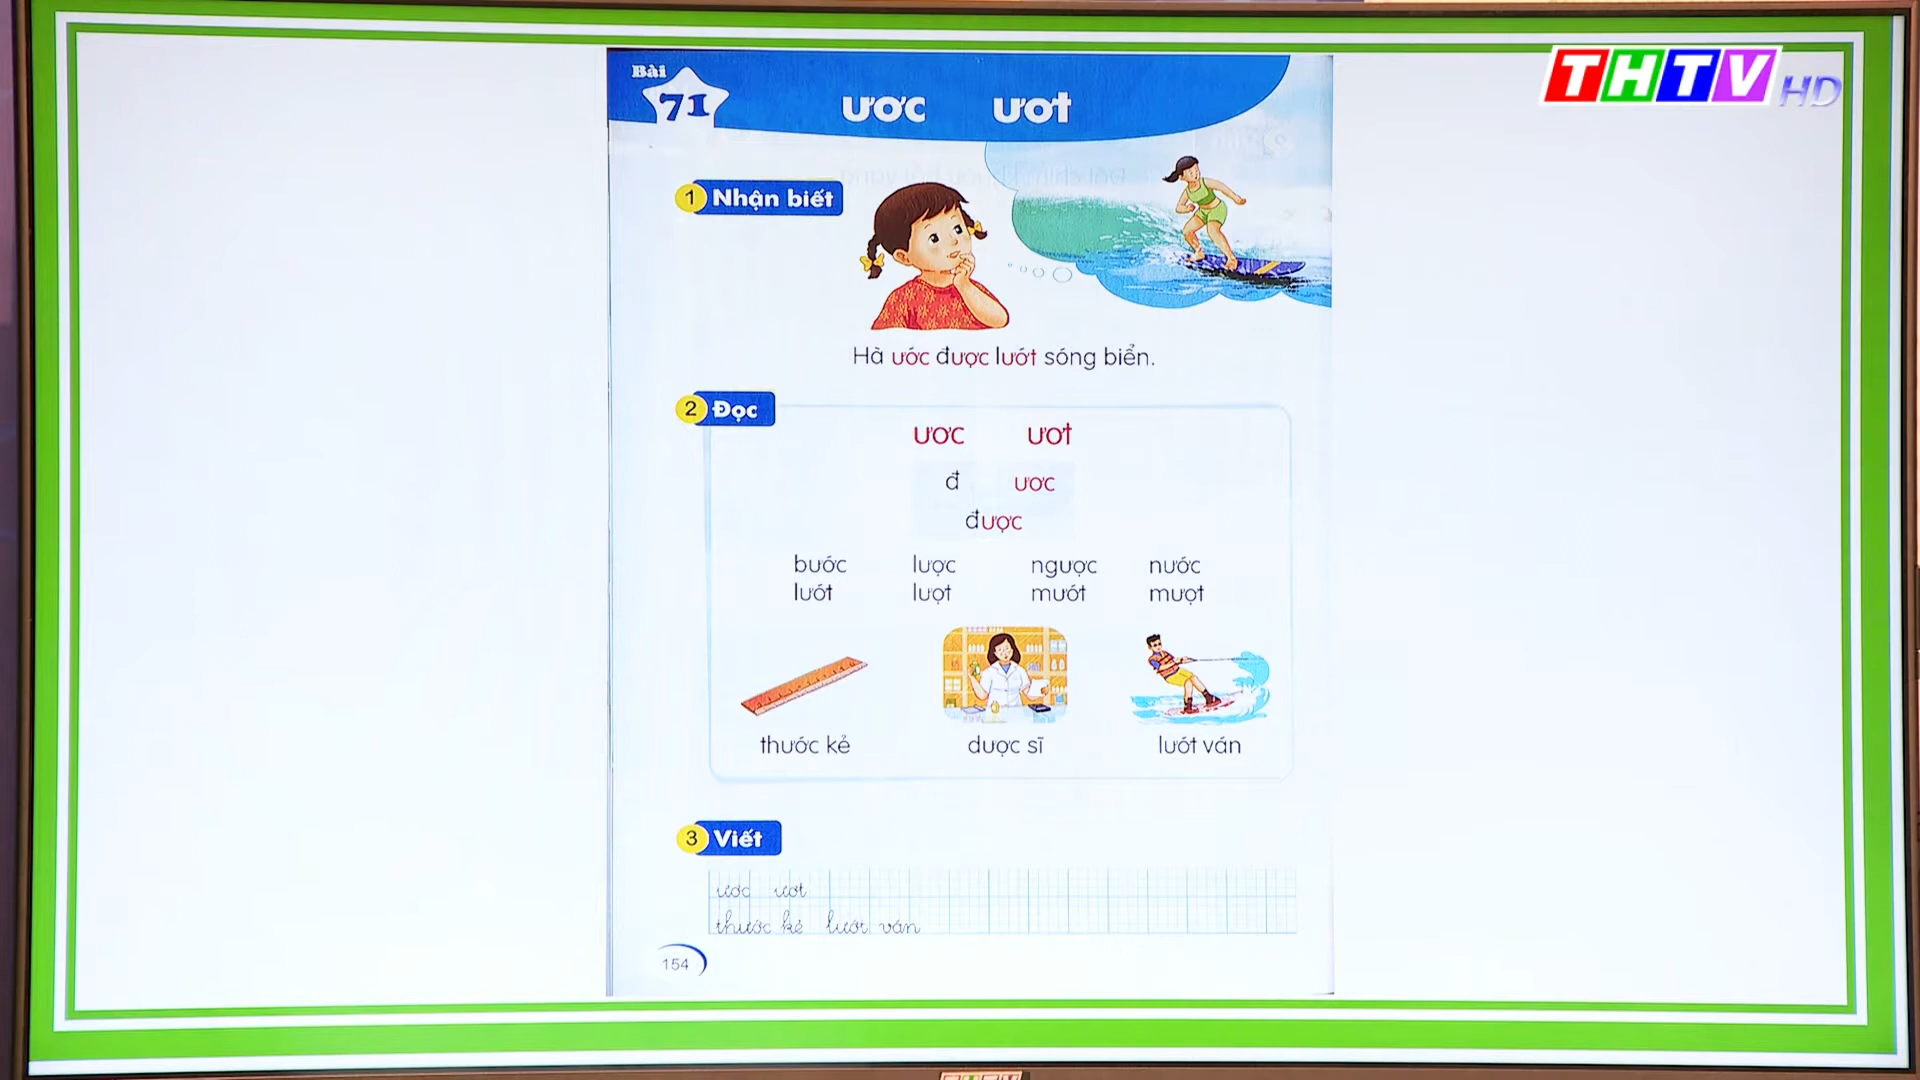 THTV HD
Bài
71
ươc ươt
1 Nhận biết
Hà ước được lướt sóng biển.
2 Đọc
ươc ươt
đ ươc
được
bước lược ngược nước
lướt lượt mướt mượt
thước kẻ dược sĩ lướt ván
3 Viết
ươc ươt
thước kẻ lướt ván
154